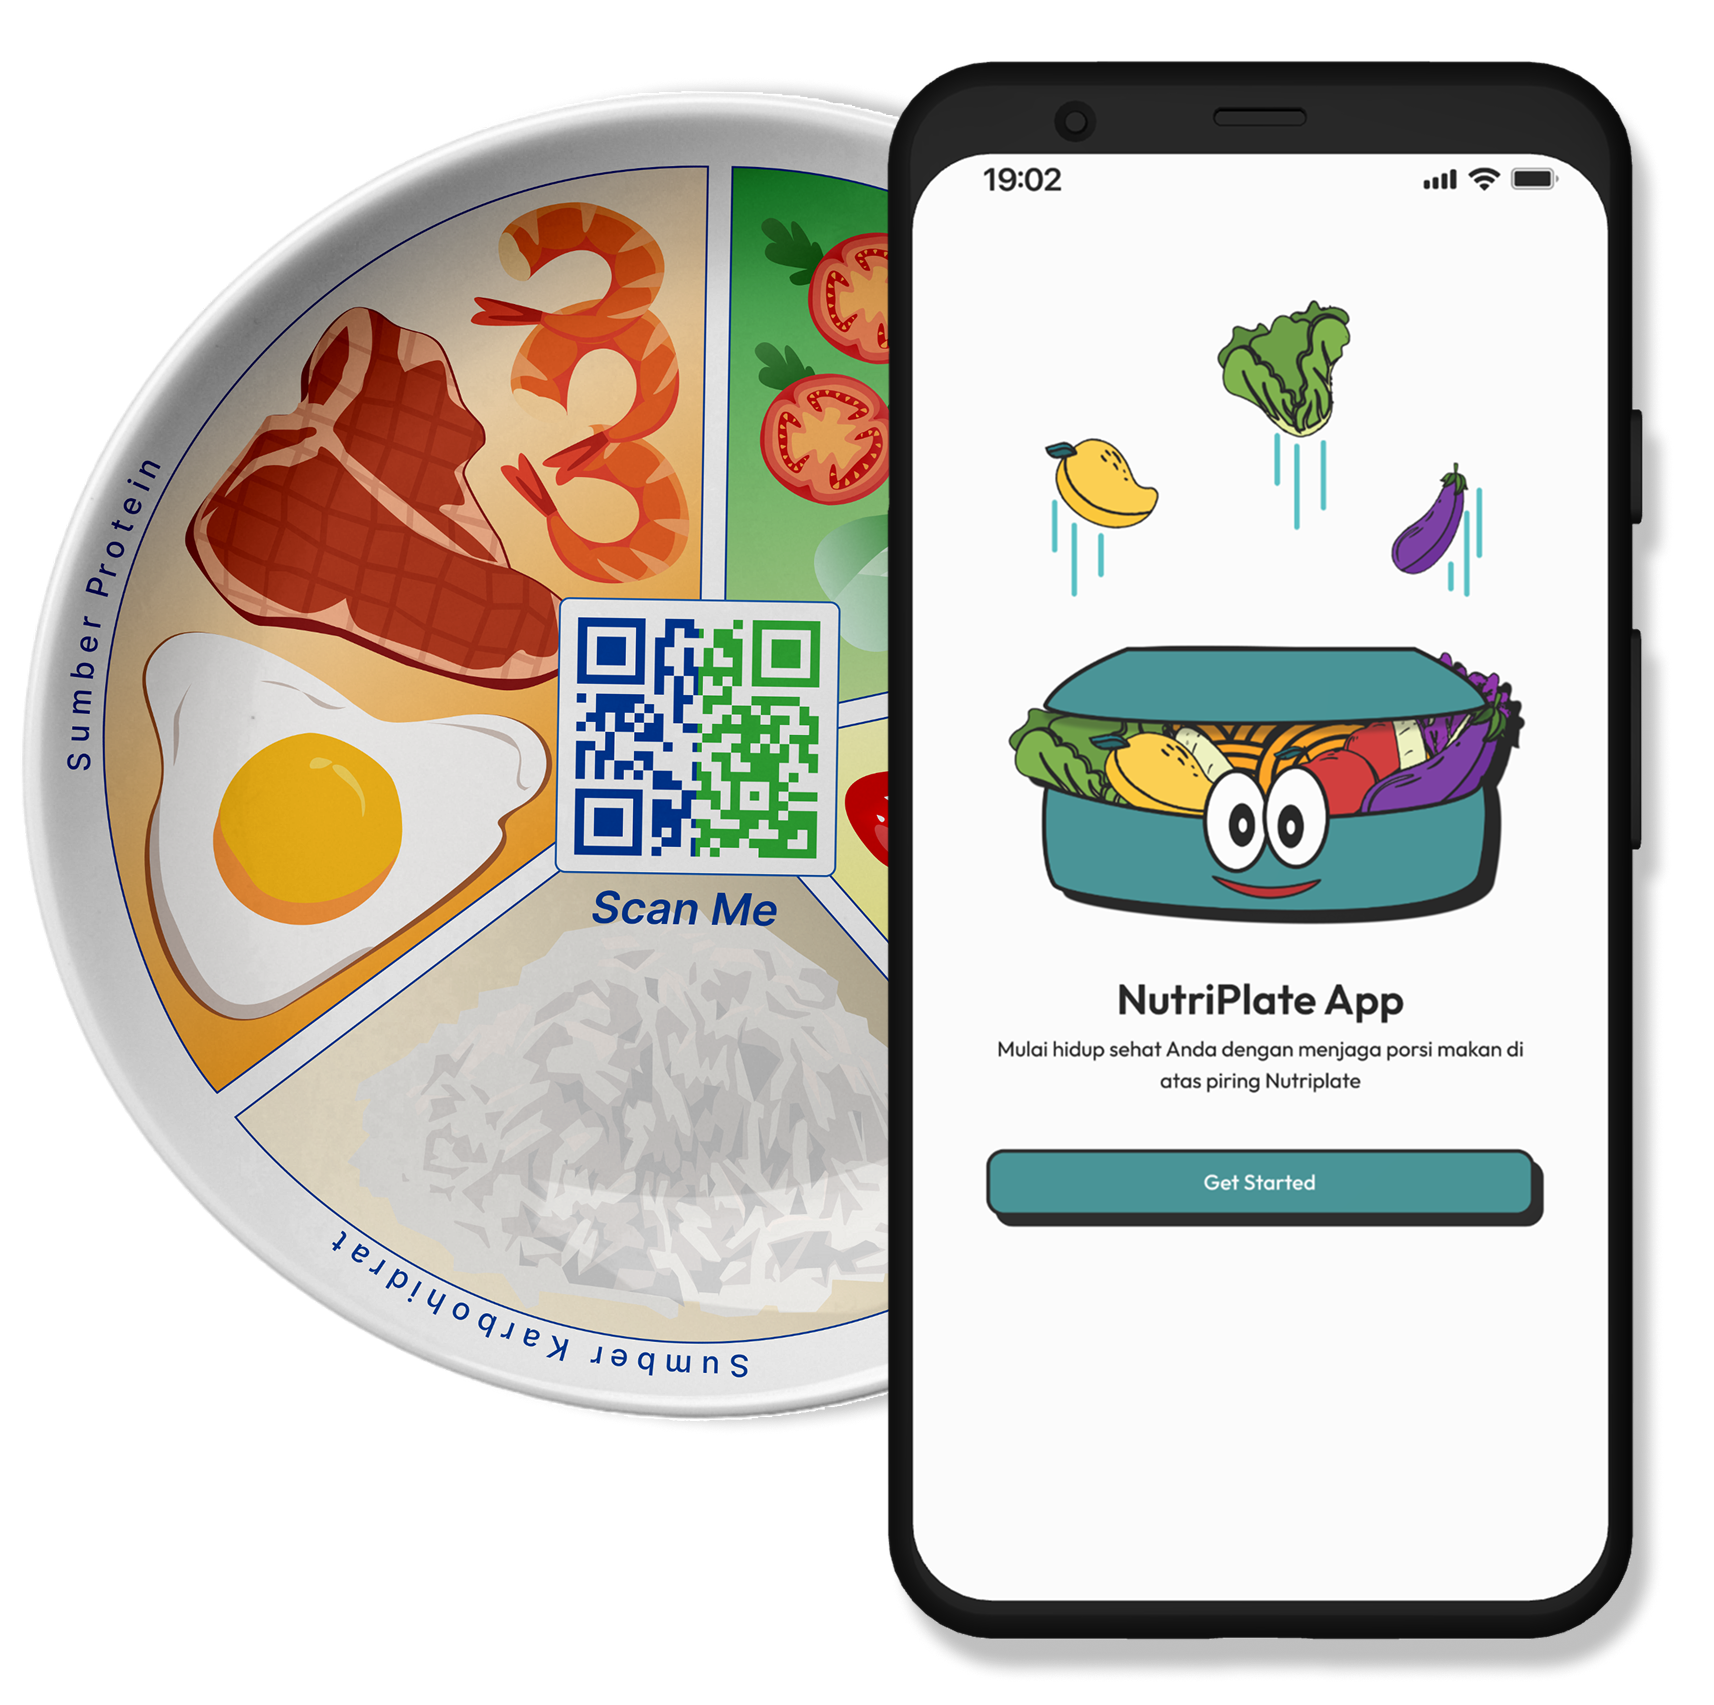 Sumber Protein
Scan Me
Sumber Karbohidrat
19:02
NutriPlate App
Mulai hidup sehat Anda dengan menjaga porsi makan di
atas piring Nutriplate
Get Started